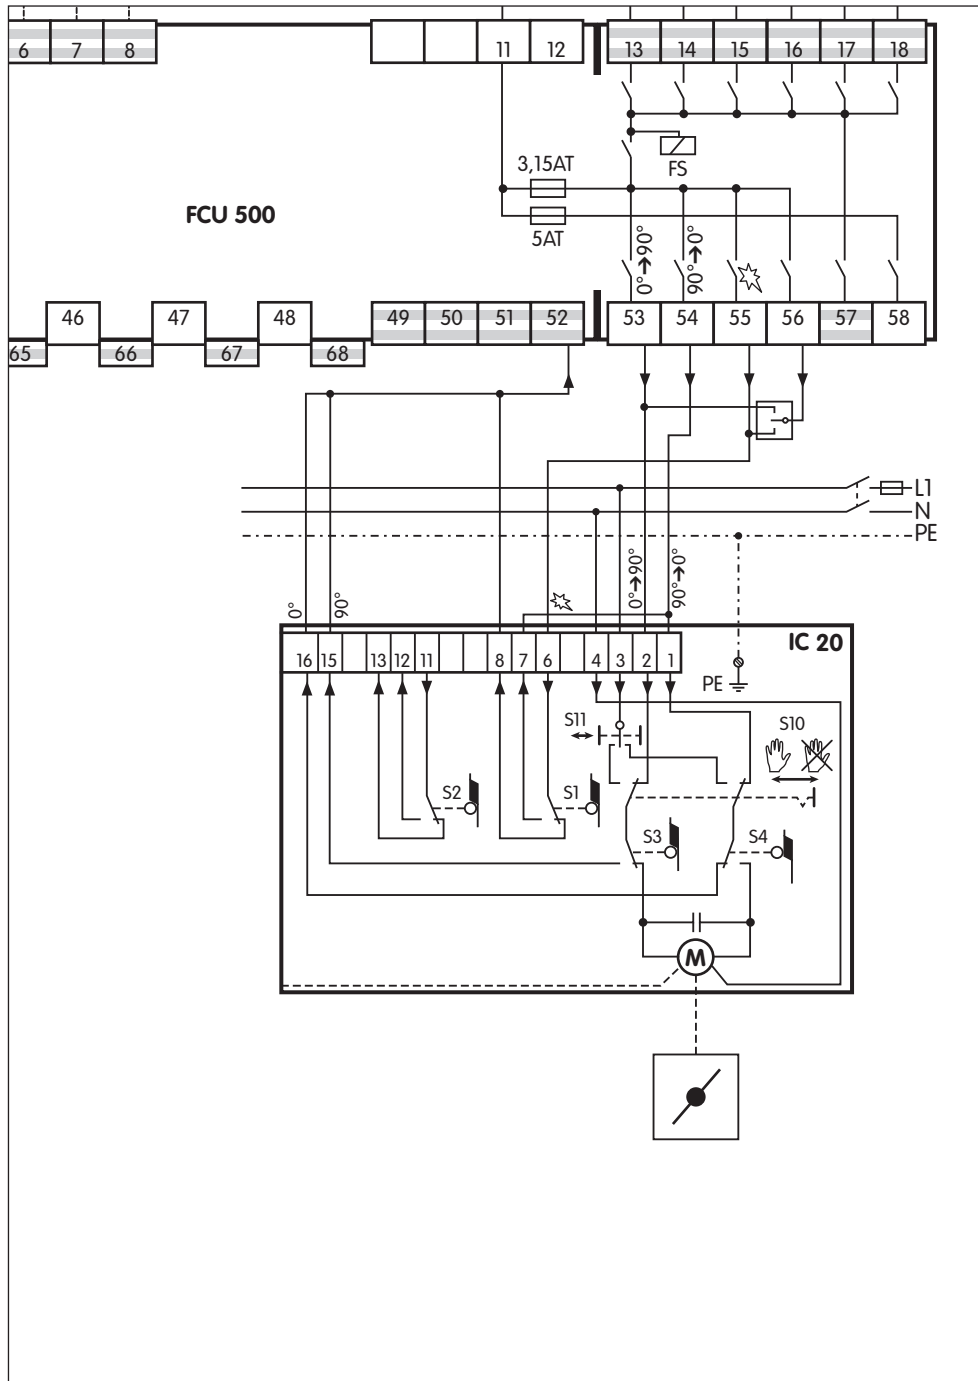 6 7 8 11 12 13 14 15 16 17 18
3,15AT
FS
FCU 500
5AT
0°➔90°
90°➔0°
46 47 48 49 50 51 52 53 54 55 56 57 58
65 66 67 68
L1
N
PE
0°
90°
0°➔90°
90°➔0°
IC 20
16 15 13 12 11 8 7 6 4 3 2 1
PE
S11
S10
S2
S1
S3
S4
M